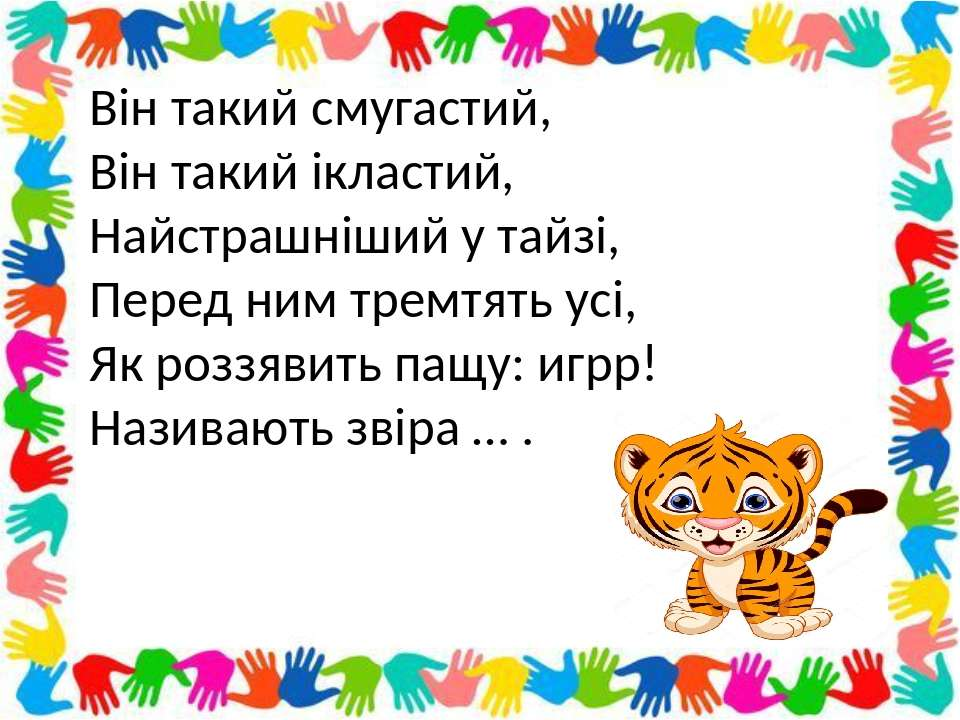 Він такий смугастий,
Він такий ікластий,
Найстрашніший у тайзі,
Перед ним тремтять усі,
Як роззявить пащу: игрр!
Називають звіра ... .